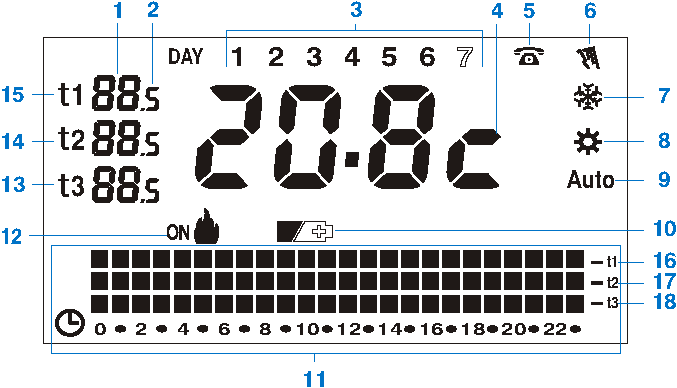 1 2 3 4 5 6
DAY 1 2 3 4 5 6 7
15 t1 88.5 20.8c 7
14 t2 88.5 8
13 t3 88.5 Auto 9
12 ON 10
t1 16
t2 17
t3 18
0 • 2 • 4 • 6 • 8 • 10 • 12 • 14 • 16 • 18 • 20 • 22 •
11